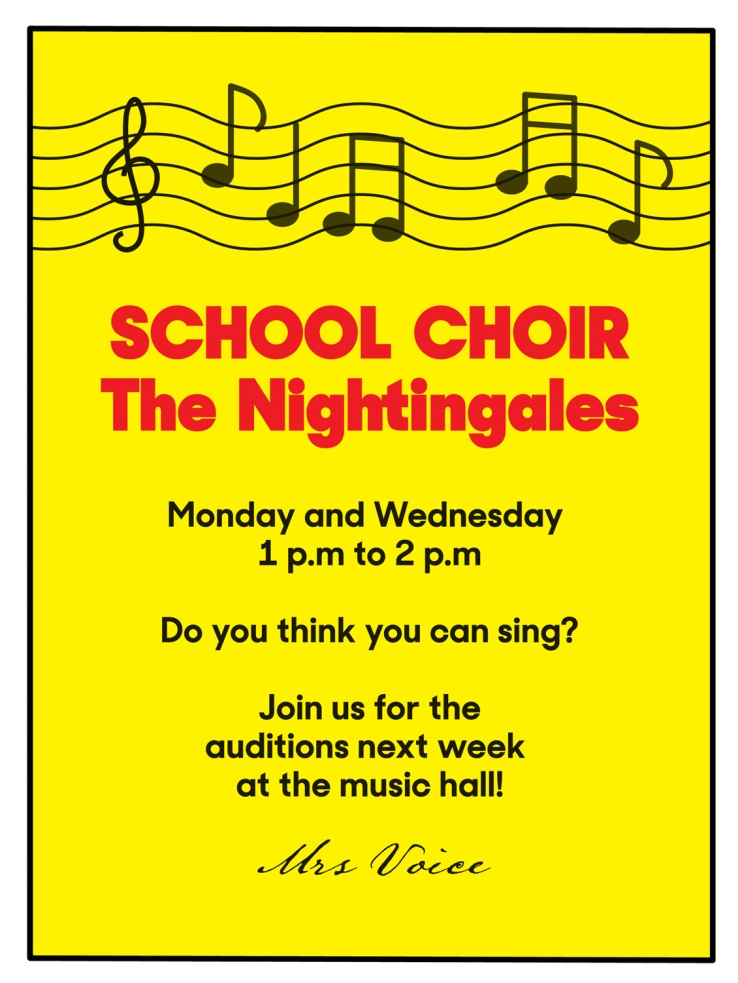 SCHOOL CHOIR
The Nightingales
Monday and Wednesday
1 p.m to 2 p.m
Do you think you can sing?
Join us for the
auditions next week
at the music hall!
Mrs Voice